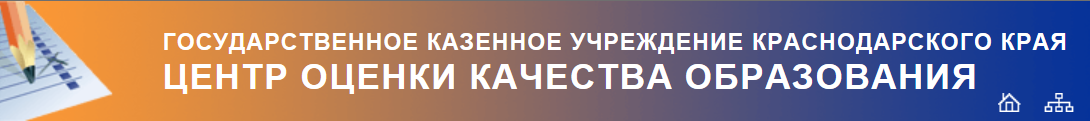 ГОСУДАРСТВЕННОЕ КАЗЕННОЕ УЧРЕЖДЕНИЕ КРАСНОДАРСКОГО КРАЯ
ЦЕНТР ОЦЕНКИ КАЧЕСТВА ОБРАЗОВАНИЯ